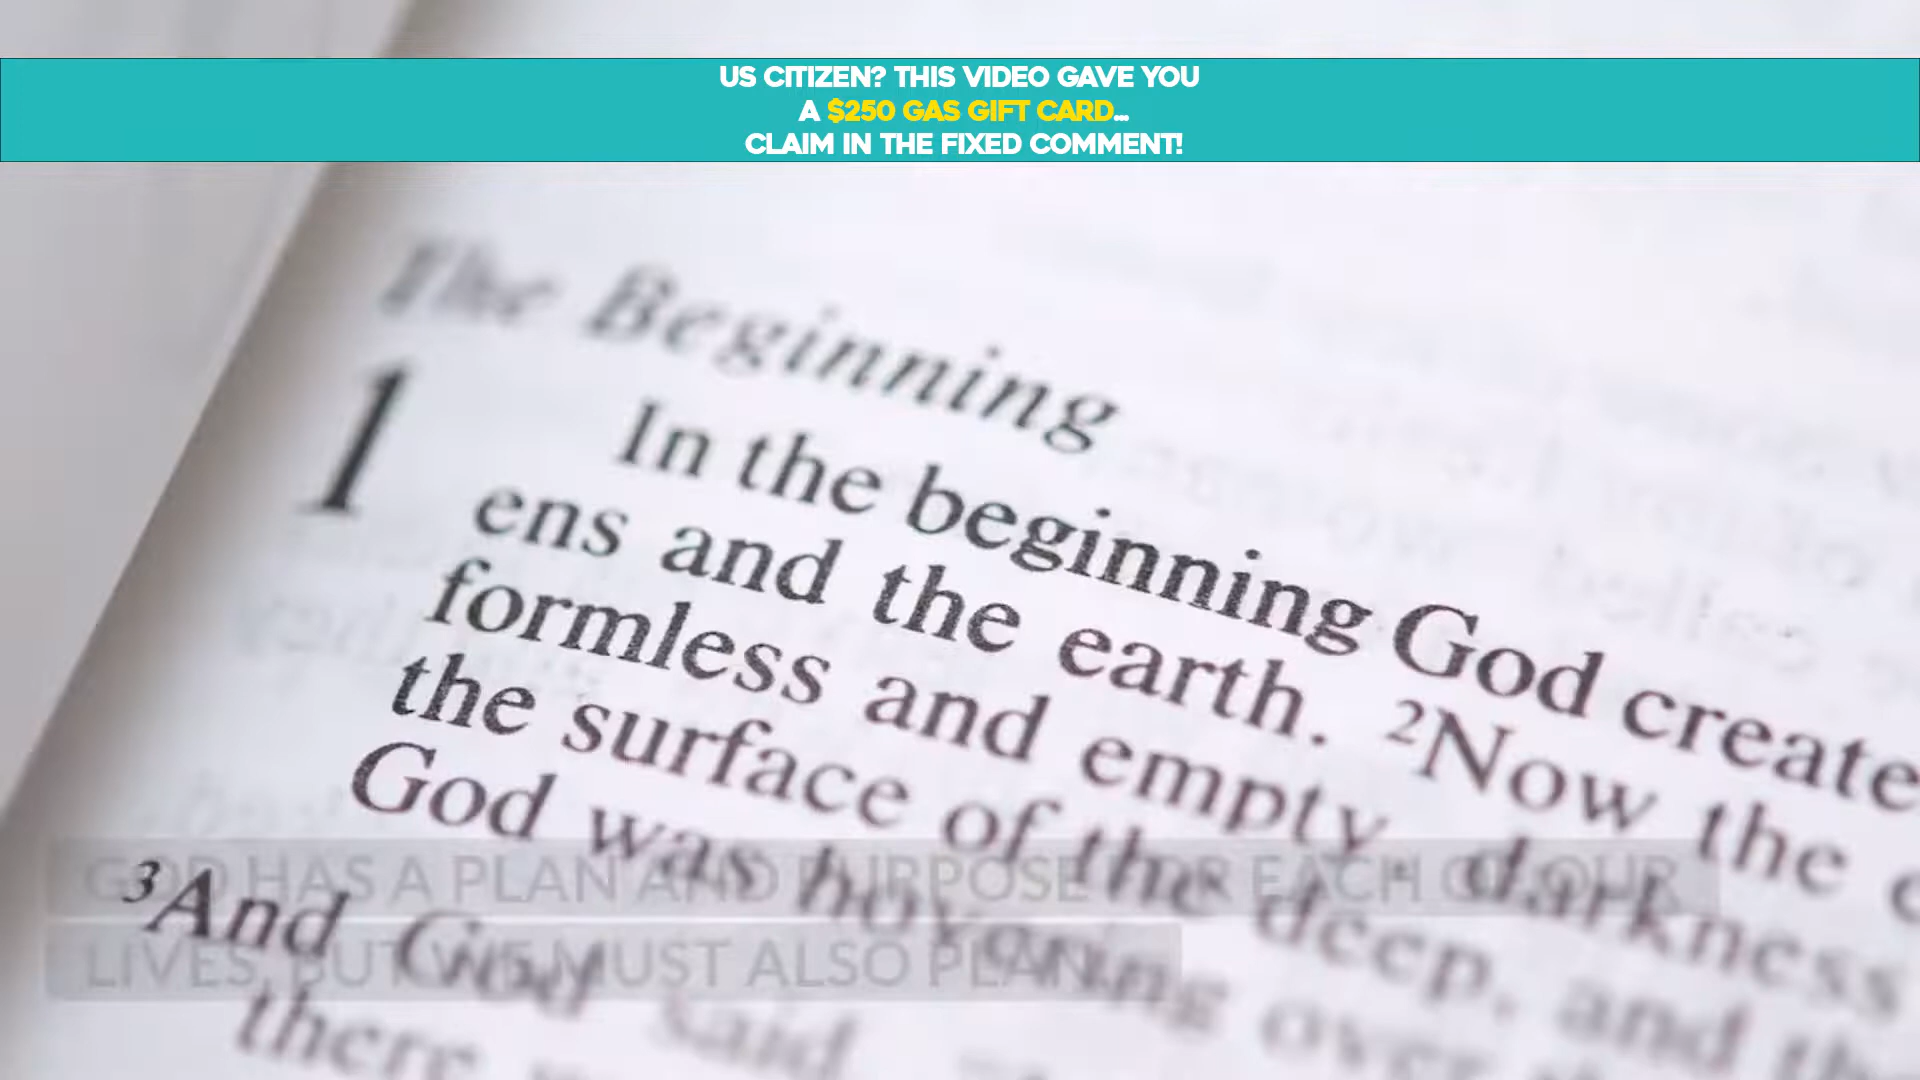 US CITIZEN? THIS VIDEO GAVE YOU
A $250 GAS GIFT CARD...
CLAIM IN THE FIXED COMMENT!
The Beginning
1 In the beginning God create
ens and the earth. ²Now the e
formless and empty, darkness
the surface of the deep, and th
God was hovering over
³And God said
there
GOD HAS A PLAN AND PURPOSE FOR EACH OF OUR
LIVES, BUT WE MUST ALSO PLAN